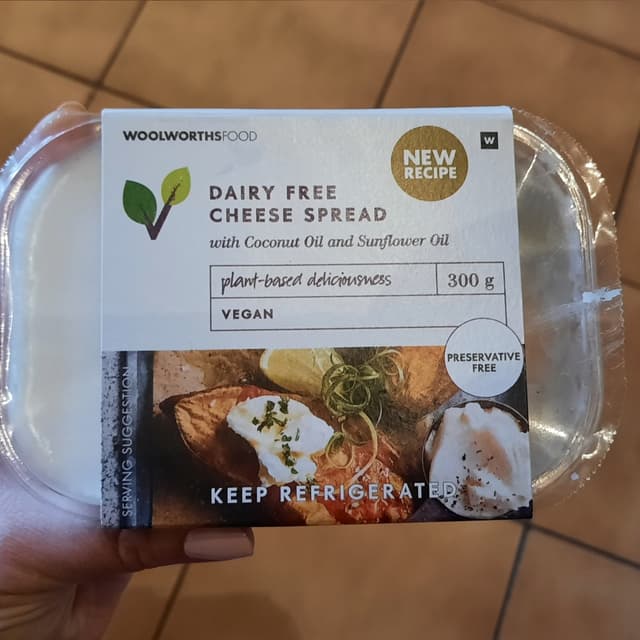 WOOLWORTHSFOOD
W
NEW
RECIPE
DAIRY FREE
CHEESE SPREAD
with Coconut Oil and Sunflower Oil
plant-based deliciousness
300 g
VEGAN
PRESERVATIVE
FREE
SERVING SUGGESTION
KEEP REFRIGERATED